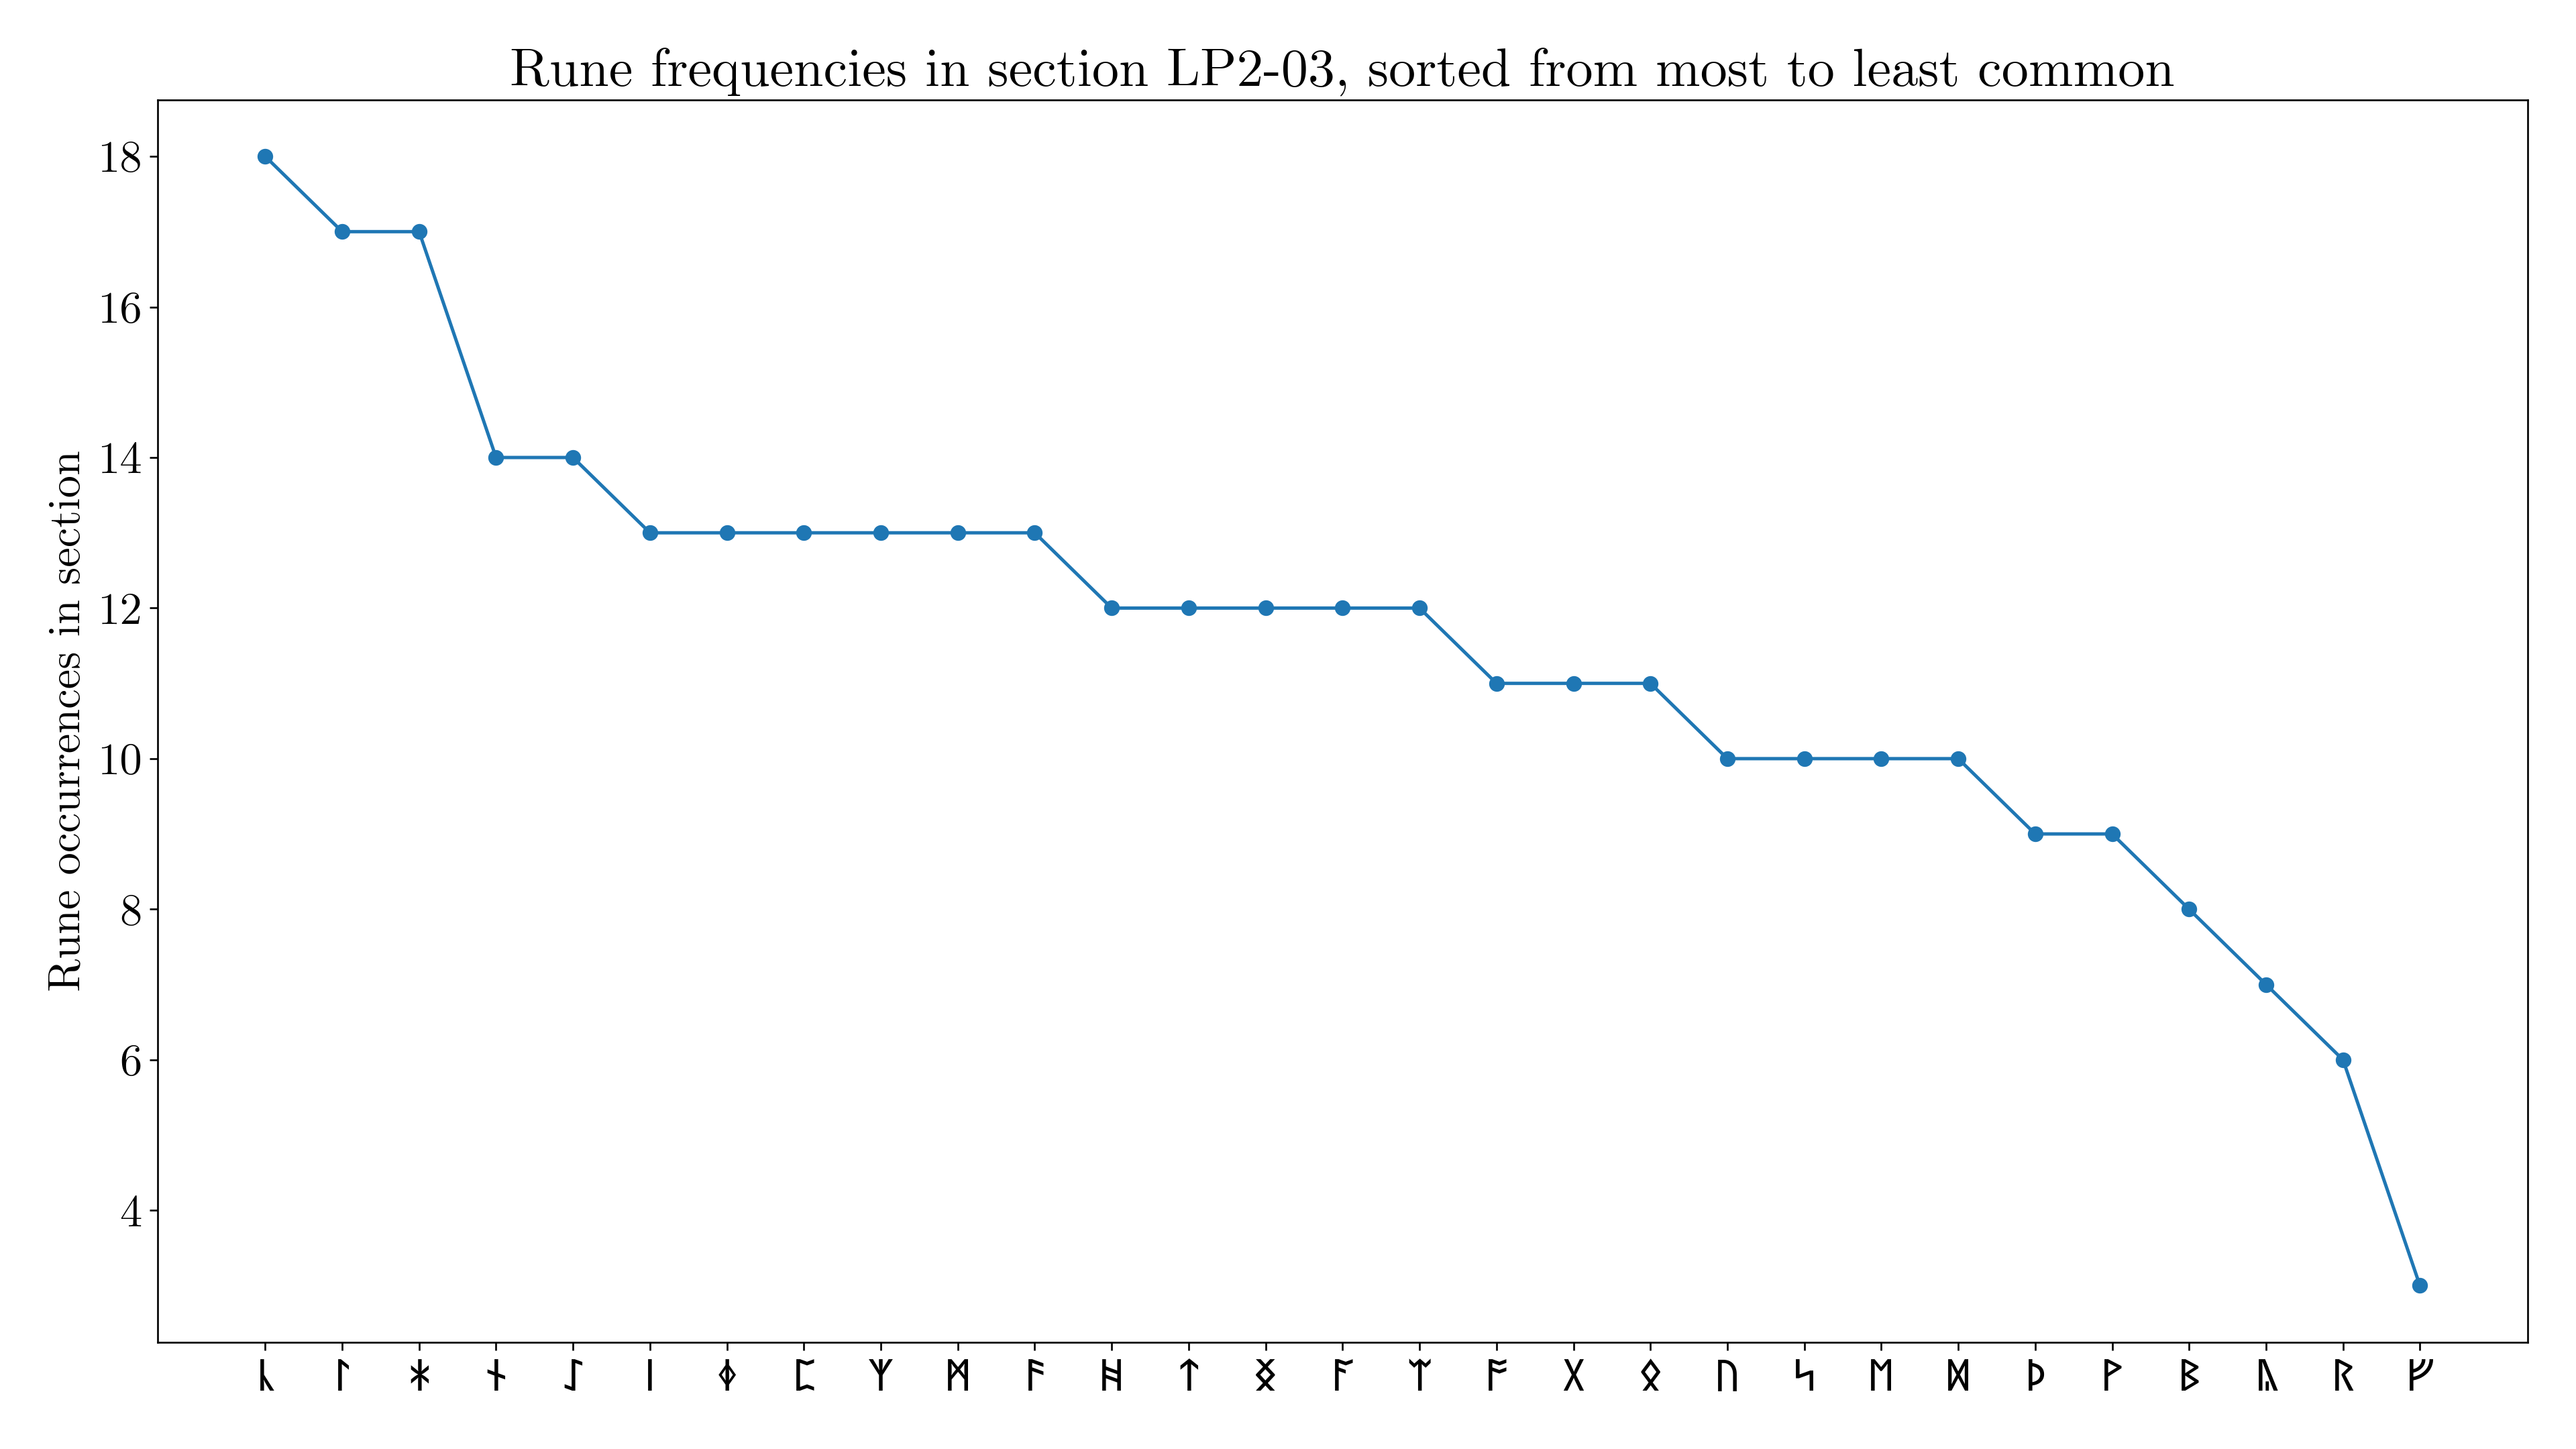 Rune frequencies in section LP2-03, sorted from most to least common
Rune occurrences in section
18
16
14
12
10
8
6
4
ᚳ ᛚ ᛡ ᚾ ᛇ ᛁ ᛄ ᛈ ᛉ ᛗ ᚪ ᚻ ᛏ ᛝ ᚫ ᛠ ᚩ ᚷ ᛟ ᚢ ᛋ ᛖ ᛞ ᚦ ᚹ ᛒ ᚣ ᚱ ᚠ